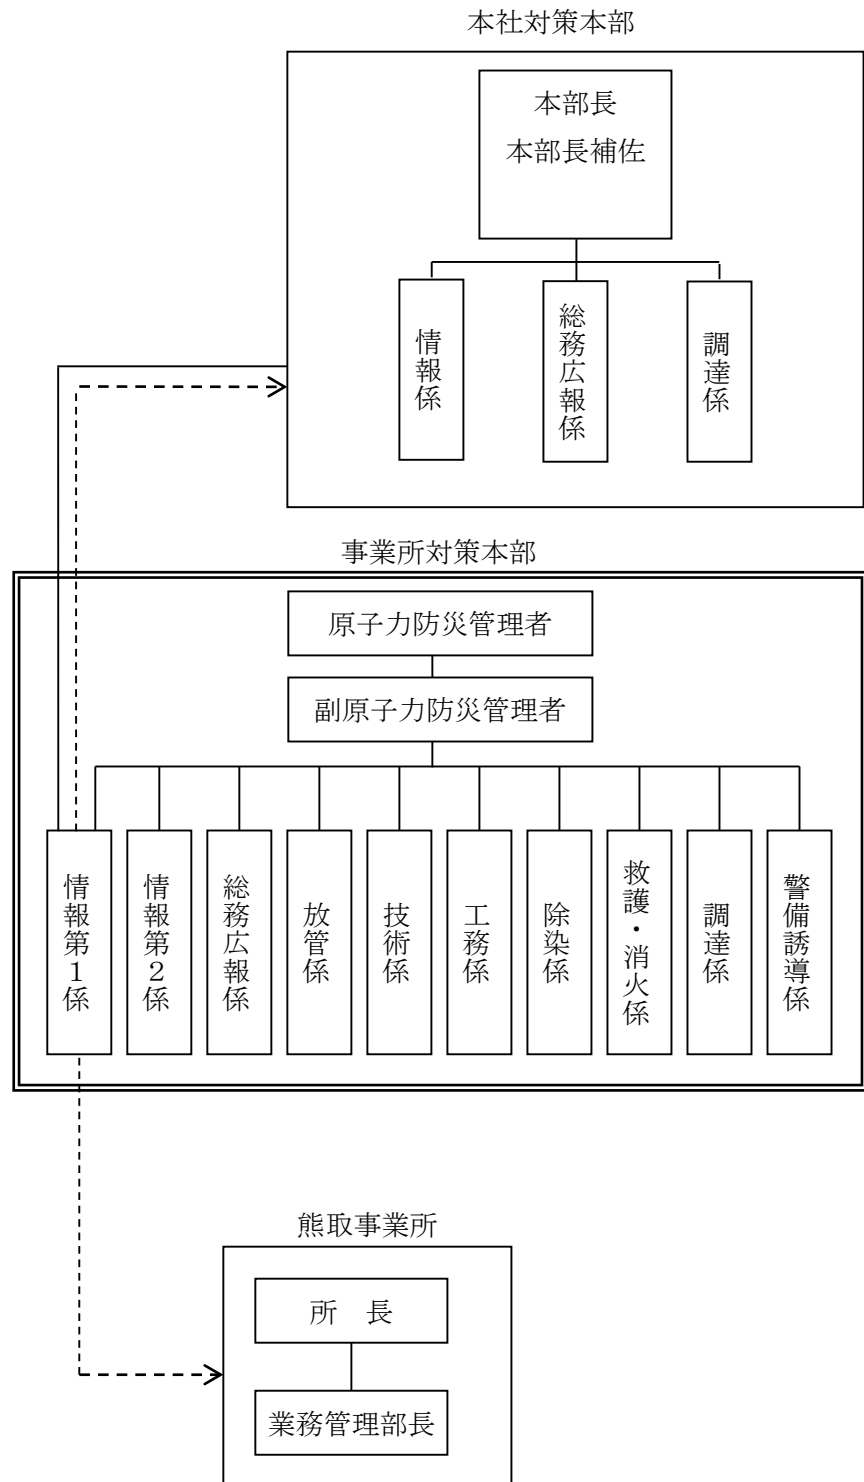 本社対策本部
本部長
本部長補佐
情報係
総務広報係
調達係
事業所対策本部
原子力防災管理者
副原子力防災管理者
情報第1係
情報第2係
総務広報係
放管係
技術係
工務係
除染係
救護・消火係
調達係
警備誘導係
熊取事業所
所　長
業務管理部長